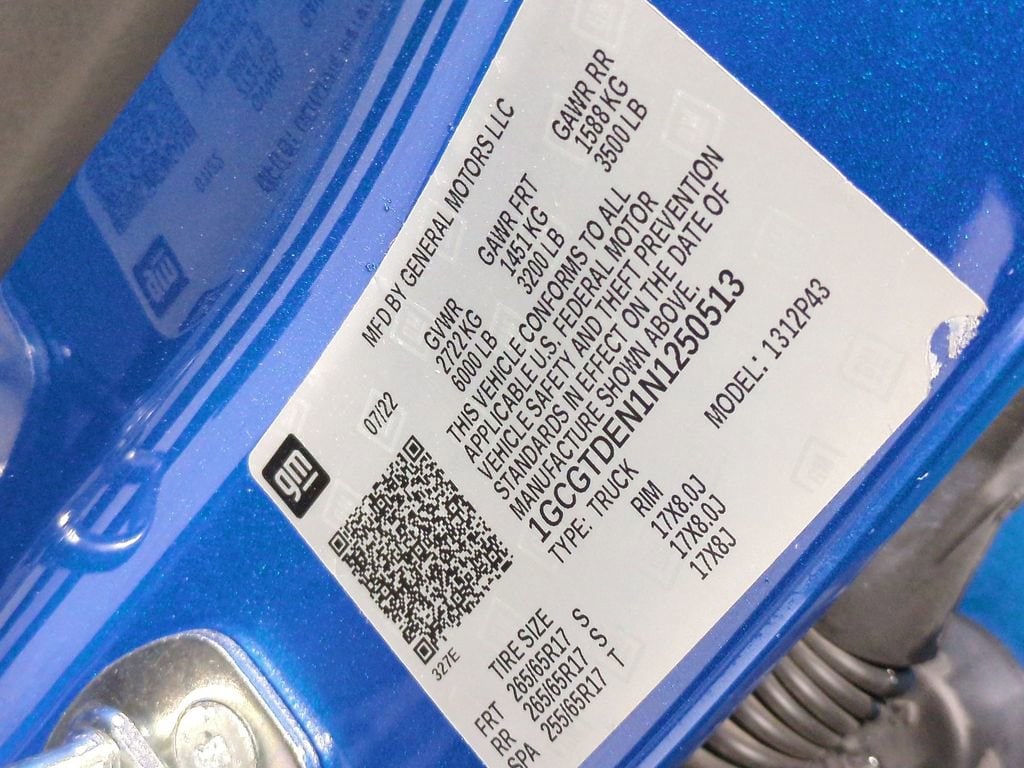 gm
MFD BY GENERAL MOTORS LLC
07/22
GVWR GAWR FRT GAWR RR
2722 KG 1451 KG 1588 KG
6000 LB 3200 LB 3500 LB
THIS VEHICLE CONFORMS TO ALL
APPLICABLE U.S. FEDERAL MOTOR
VEHICLE SAFETY AND THEFT PREVENTION
STANDARDS IN EFFECT ON THE DATE OF
MANUFACTURE SHOWN ABOVE.
1GCGTDEN1N1250513
TYPE: TRUCK MODEL: 1312P43
327E
TIRE SIZE RIM
FRT 265/65R17 S 17X8.0J
RR 265/65R17 S 17X8.0J
SPA 255/65R17 T 17X8J